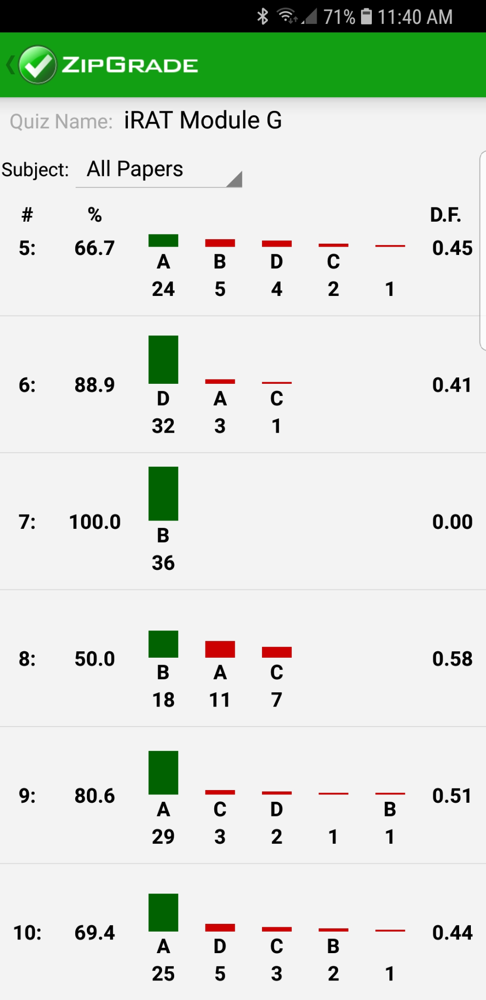 71% 11:40 AM
ZIPGRADE
Quiz Name: iRAT Module G
Subject: All Papers
# % D.F.
5: 66.7 0.45
A B D C
24 5 4 2 1
6: 88.9 0.41
D A C
32 3 1
7: 100.0 0.00
B
36
8: 50.0 0.58
B A C
18 11 7
9: 80.6 0.51
A C D B
29 3 2 1 1
10: 69.4 0.44
A D C B
25 5 3 2 1